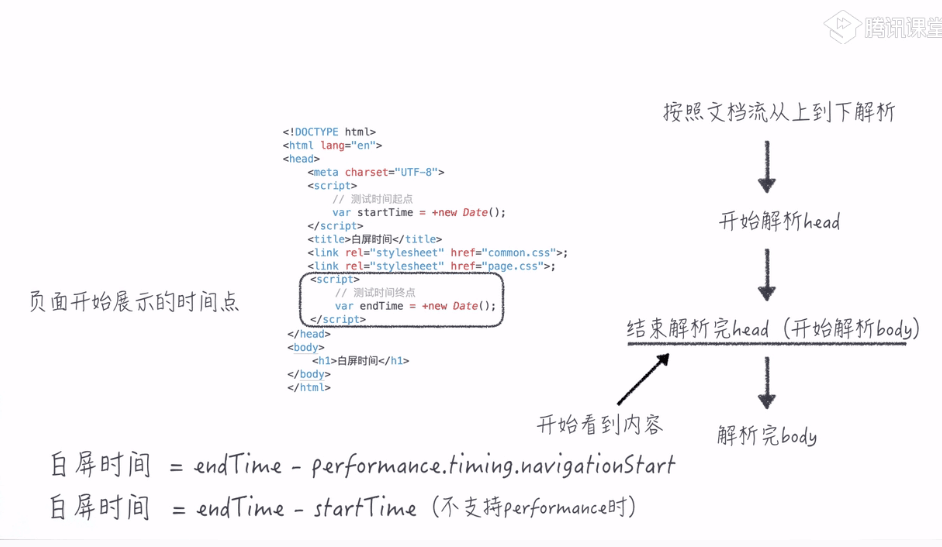 腾讯课堂
按照文档流从上到下解析
<!DOCTYPE html>
<html lang="en">
<head>
<meta charset="UTF-8">
<script>
// 测试时间起点
var startTime = +new Date();
</script>
<title>白屏时间</title>
<link rel="stylesheet" href="common.css">;
<link rel="stylesheet" href="page.css">;
<script>
// 测试时间终点
var endTime = +new Date();
</script>
</head>
<body>
<h1>白屏时间</h1>
</body>
</html>
页面开始展示的时间点
开始解析head
结束解析完head（开始解析body）
开始看到内容
解析完body
白屏时间 = endTime - performance.timing.navigationStart
白屏时间 = endTime - startTime（不支持performance时）